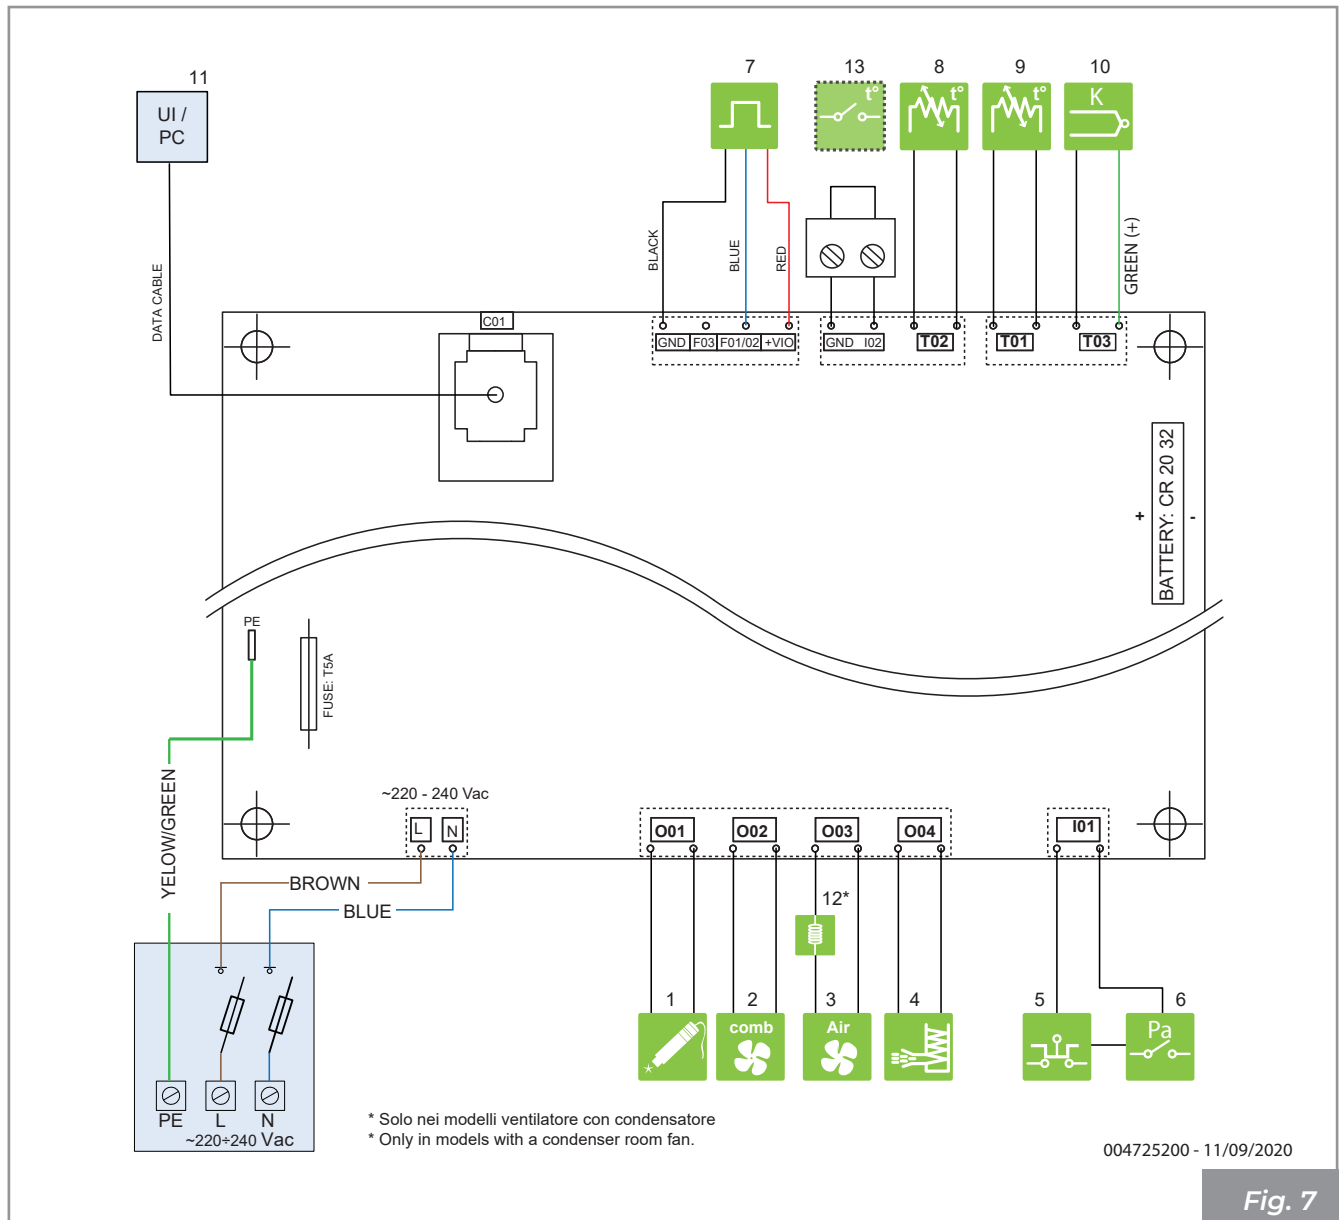 11
7
13
8
9
10
UI /
PC
t°
t°
t°
K
DATA CABLE
BLACK
BLUE
RED
GREEN (+)
C01
GND F03 F01/02 +VIO
GND I02
T02
T01
T03
BATTERY: CR 20 32
+
-
PE
FUSE: T5A
YELOW/GREEN
~220 - 240 Vac
L
N
O01
O02
O03
O04
I01
BROWN
BLUE
12*
1
2
3
4
5
6
comb
Air
Pa
PE
L
N
~220÷240 Vac
* Solo nei modelli ventilatore con condensatore
* Only in models with a condenser room fan.
004725200 - 11/09/2020
Fig. 7